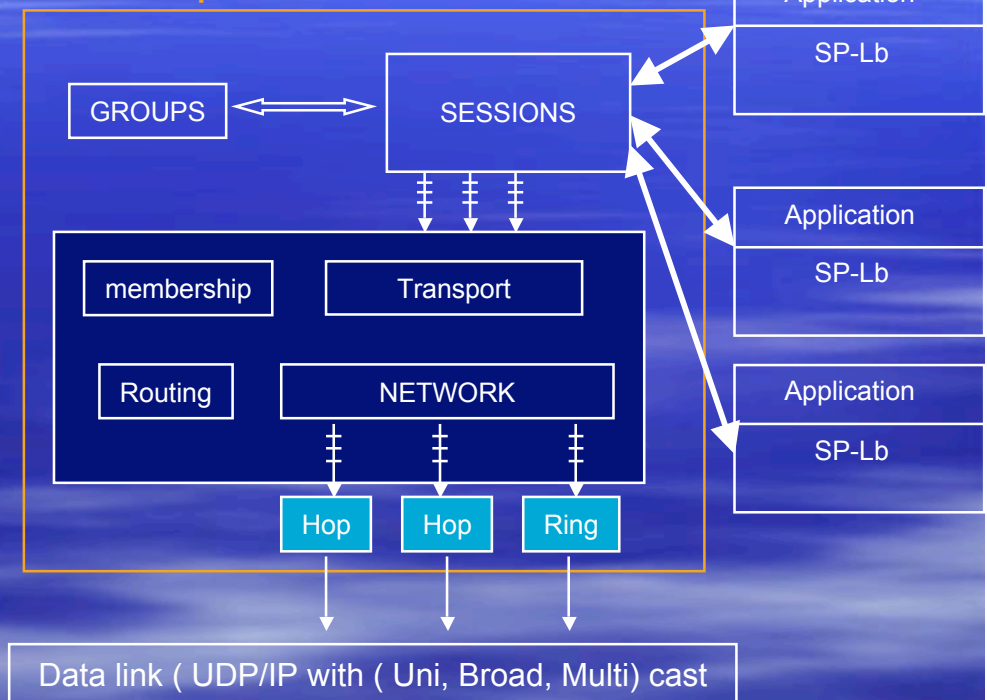 Application
SP-Lb
GROUPS
SESSIONS
Application
SP-Lb
membership
Transport
Routing
NETWORK
Application
SP-Lb
Hop
Hop
Ring
Data link ( UDP/IP with ( Uni, Broad, Multi) cast